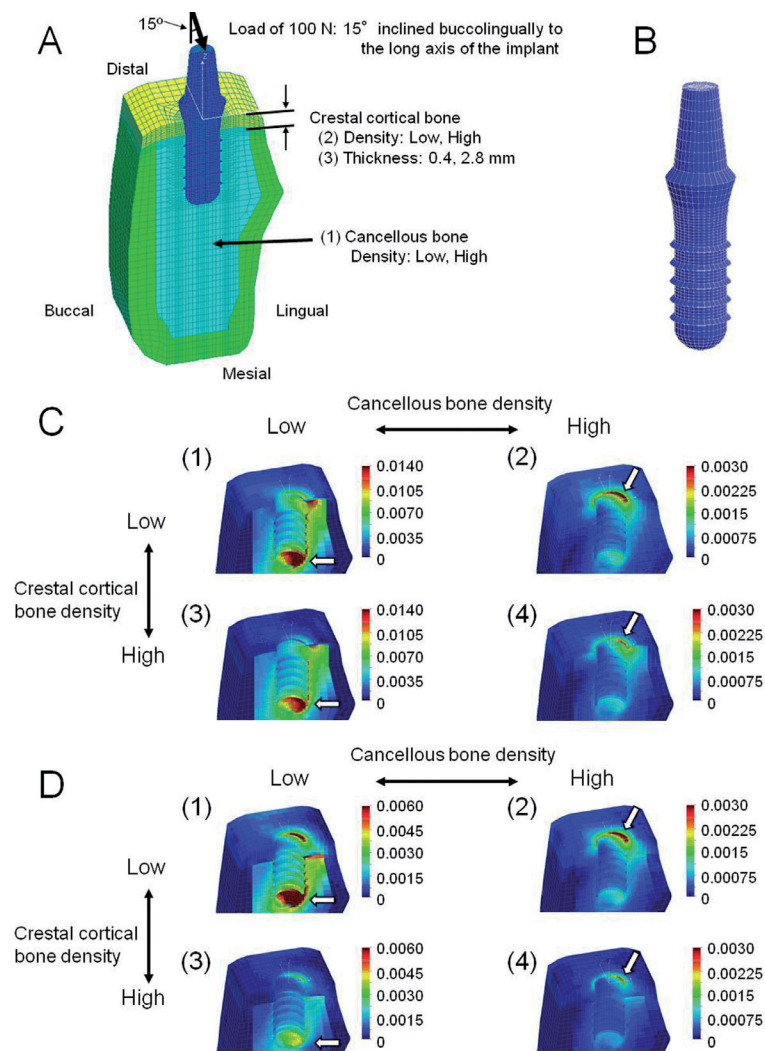 A
15º
Load of 100 N: 15° inclined buccolingually to
the long axis of the implant
B
Distal
z
Crestal cortical bone
(2) Density: Low, High
(3) Thickness: 0.4, 2.8 mm
(1) Cancellous bone
Density: Low, High
Buccal
Lingual
Mesial
C
Cancellous bone density
Low
High
(1)
0.0140
0.0105
0.0070
0.0035
0
(2)
0.0030
0.00225
0.0015
0.00075
0
Low
Crestal cortical
bone density
High
(3)
0.0140
0.0105
0.0070
0.0035
0
(4)
0.0030
0.00225
0.0015
0.00075
0
D
Cancellous bone density
Low
High
(1)
0.0060
0.0045
0.0030
0.0015
0
(2)
0.0030
0.00225
0.0015
0.00075
0
Low
Crestal cortical
bone density
High
(3)
0.0060
0.0045
0.0030
0.0015
0
(4)
0.0030
0.00225
0.0015
0.00075
0